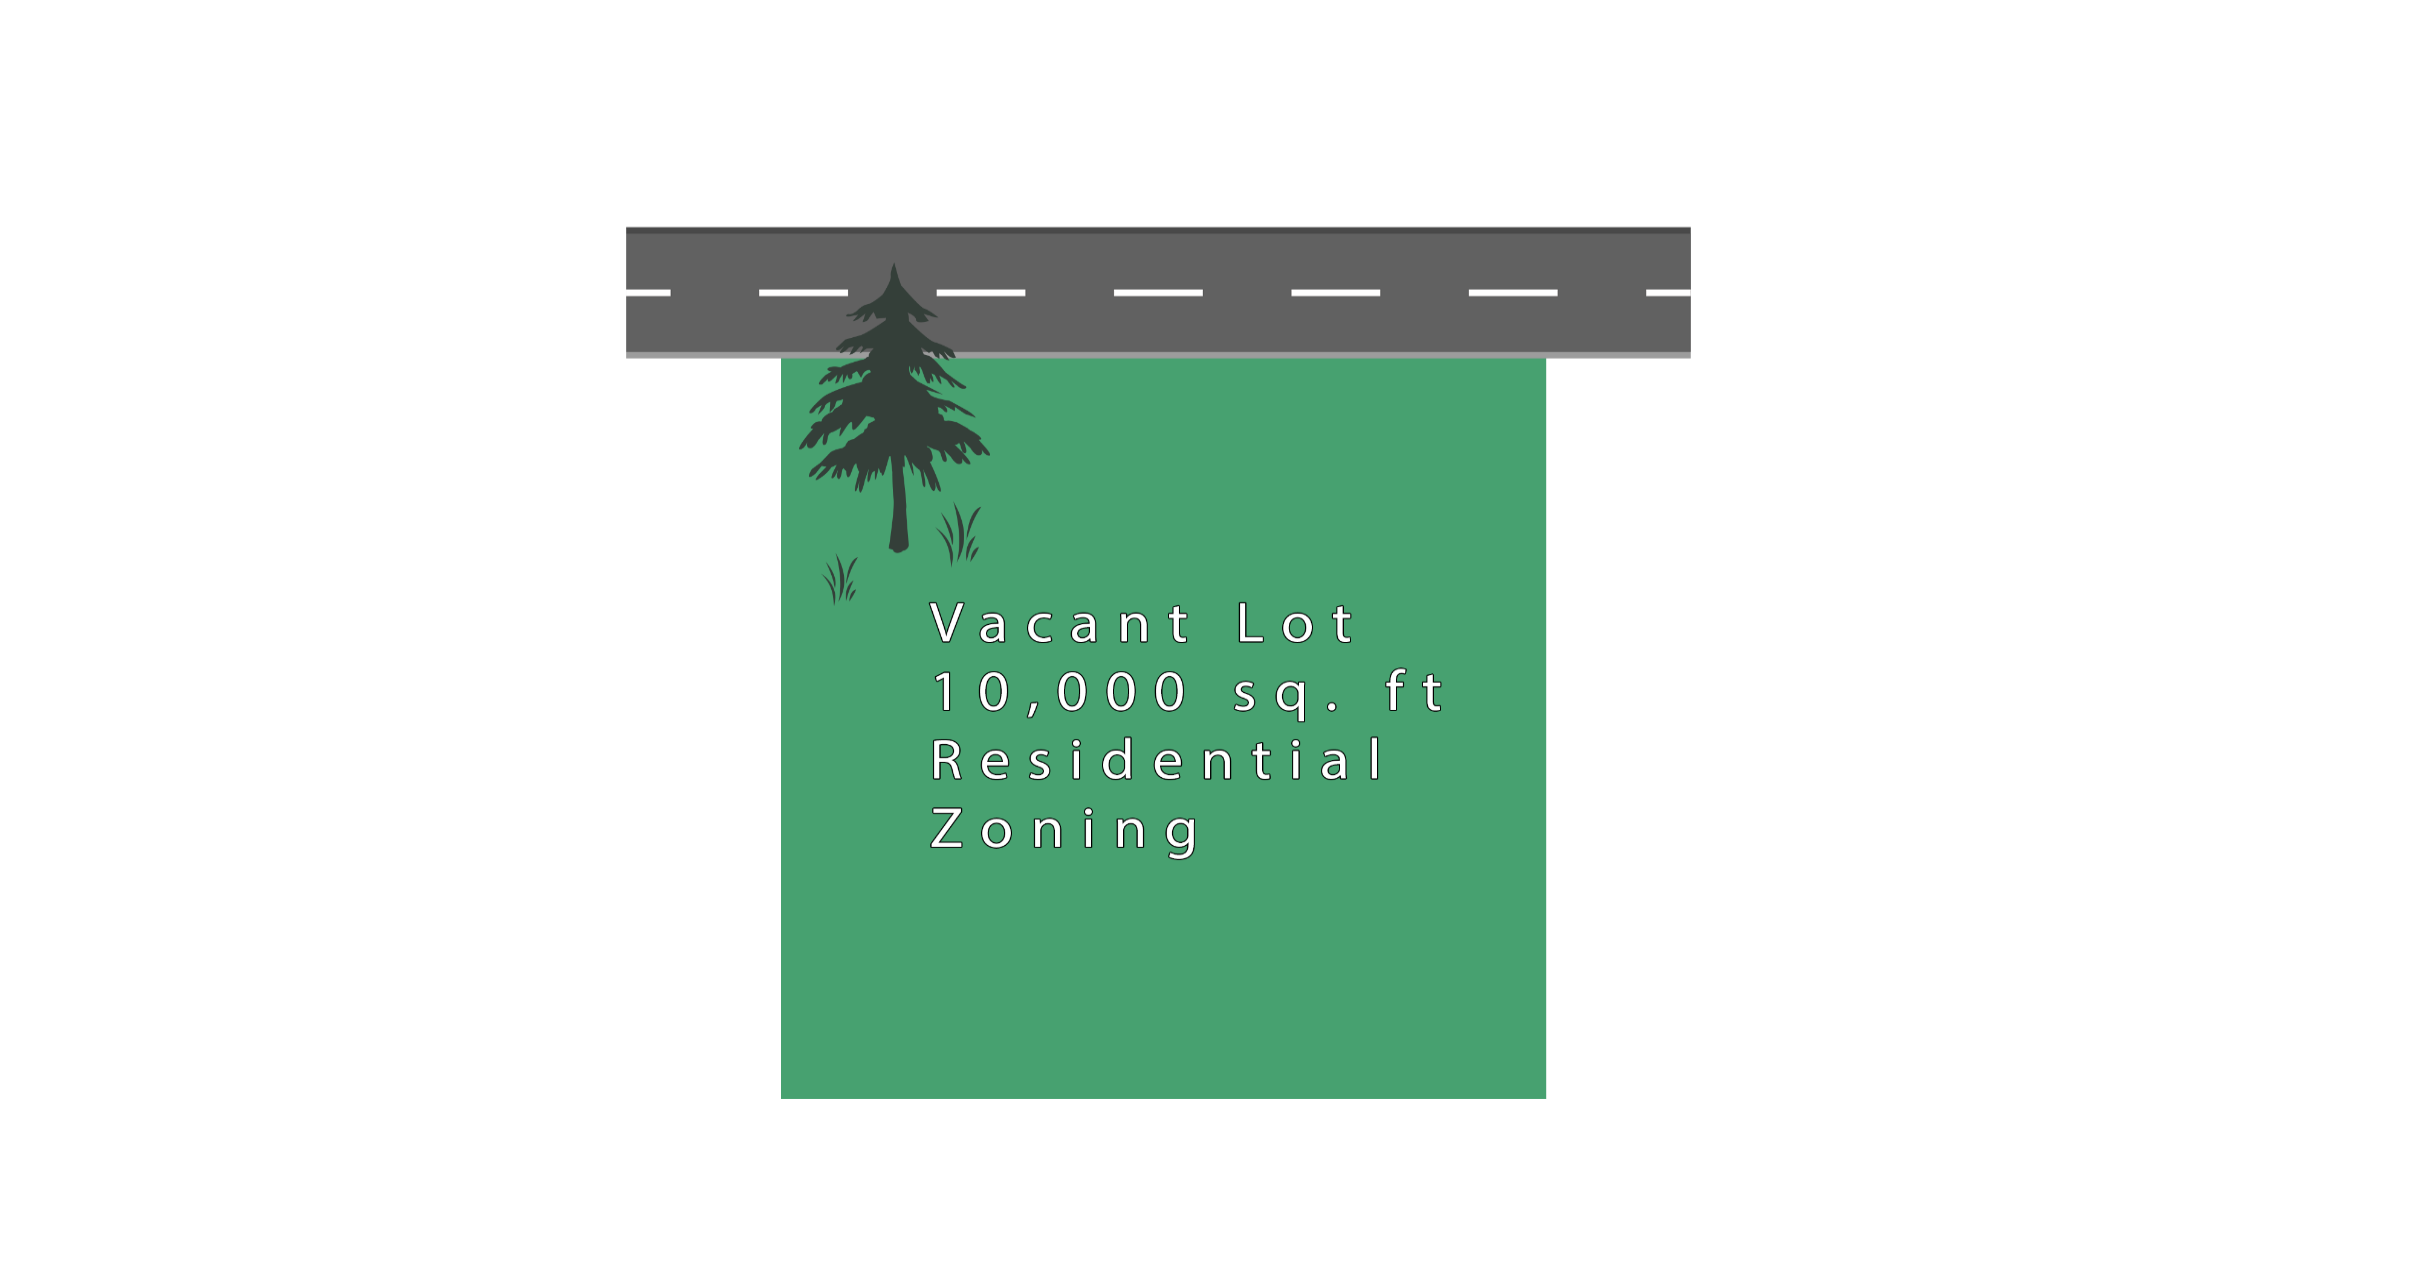 Vacant Lot
10,000 sq. ft
Residential
Zoning